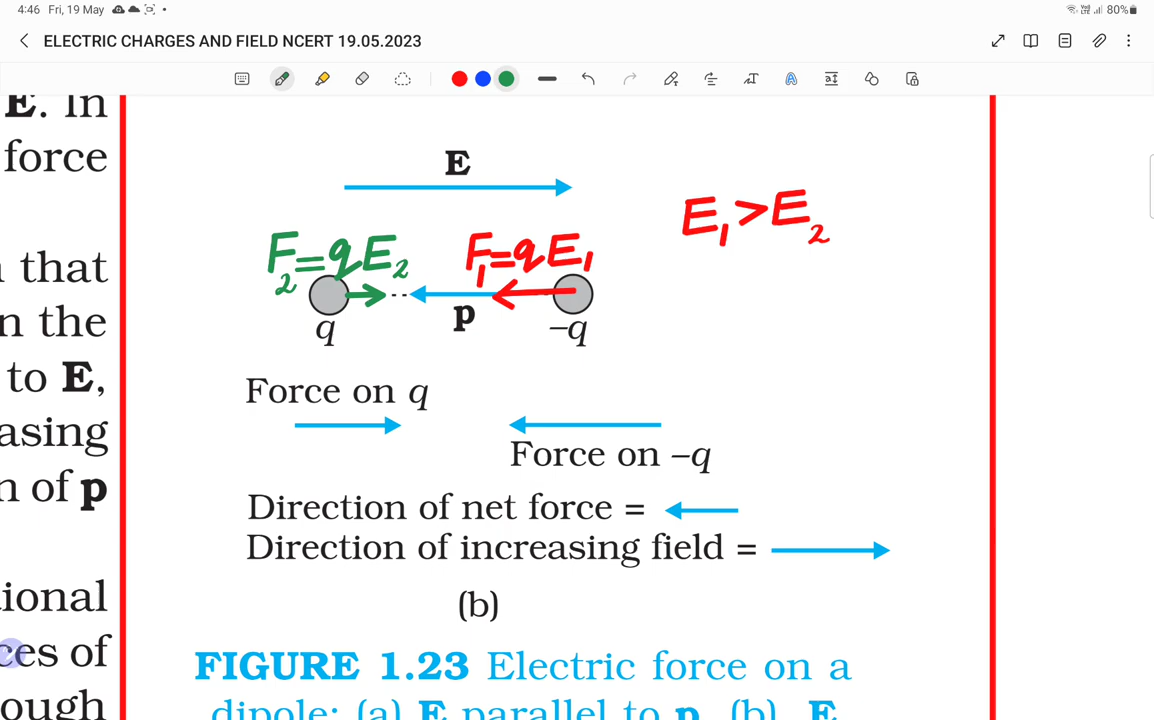 4:46 Fri, 19 May
80%
ELECTRIC CHARGES AND FIELD NCERT 19.05.2023
E. In
force
that
n the
to E,
asing
n of p
tional
ces of
ough
E
E₁ > E₂
F₂ = qE₂
F₁ = qE₁
p
q
–q
Force on q
Force on –q
Direction of net force =
Direction of increasing field =
(b)
FIGURE 1.23 Electric force on a
dipole: (a) E parallel to p, (b) E